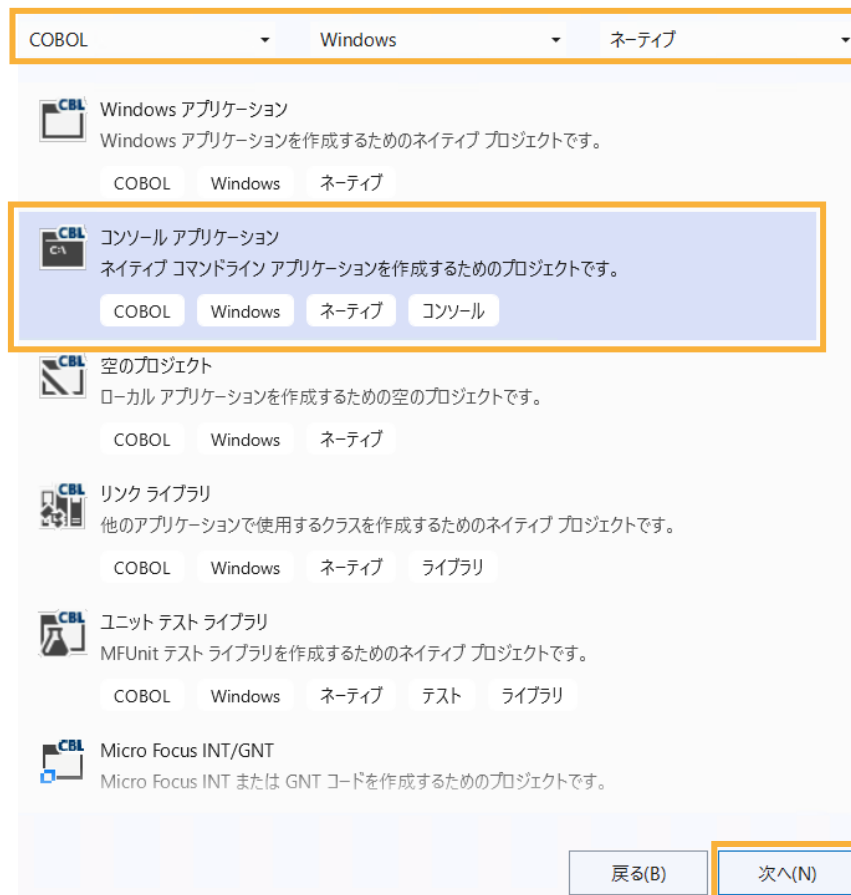 COBOL Windows ネーティブ
CBL Windows アプリケーション
Windows アプリケーションを作成するためのネイティブ プロジェクトです。
COBOL Windows ネーティブ
CBL コンソール アプリケーション
C:\ ネイティブ コマンドライン アプリケーションを作成するためのプロジェクトです。
COBOL Windows ネーティブ コンソール
CBL 空のプロジェクト
ローカル アプリケーションを作成するための空のプロジェクトです。
COBOL Windows ネーティブ
CBL リンク ライブラリ
他のアプリケーションで使用するクラスを作成するためのネイティブ プロジェクトです。
COBOL Windows ネーティブ ライブラリ
CBL ユニット テスト ライブラリ
MFUnit テスト ライブラリを作成するためのネイティブ プロジェクトです。
COBOL Windows ネーティブ テスト ライブラリ
CBL Micro Focus INT/GNT
Micro Focus INT または GNT コードを作成するためのプロジェクトです。
戻る(B) 次へ(N)